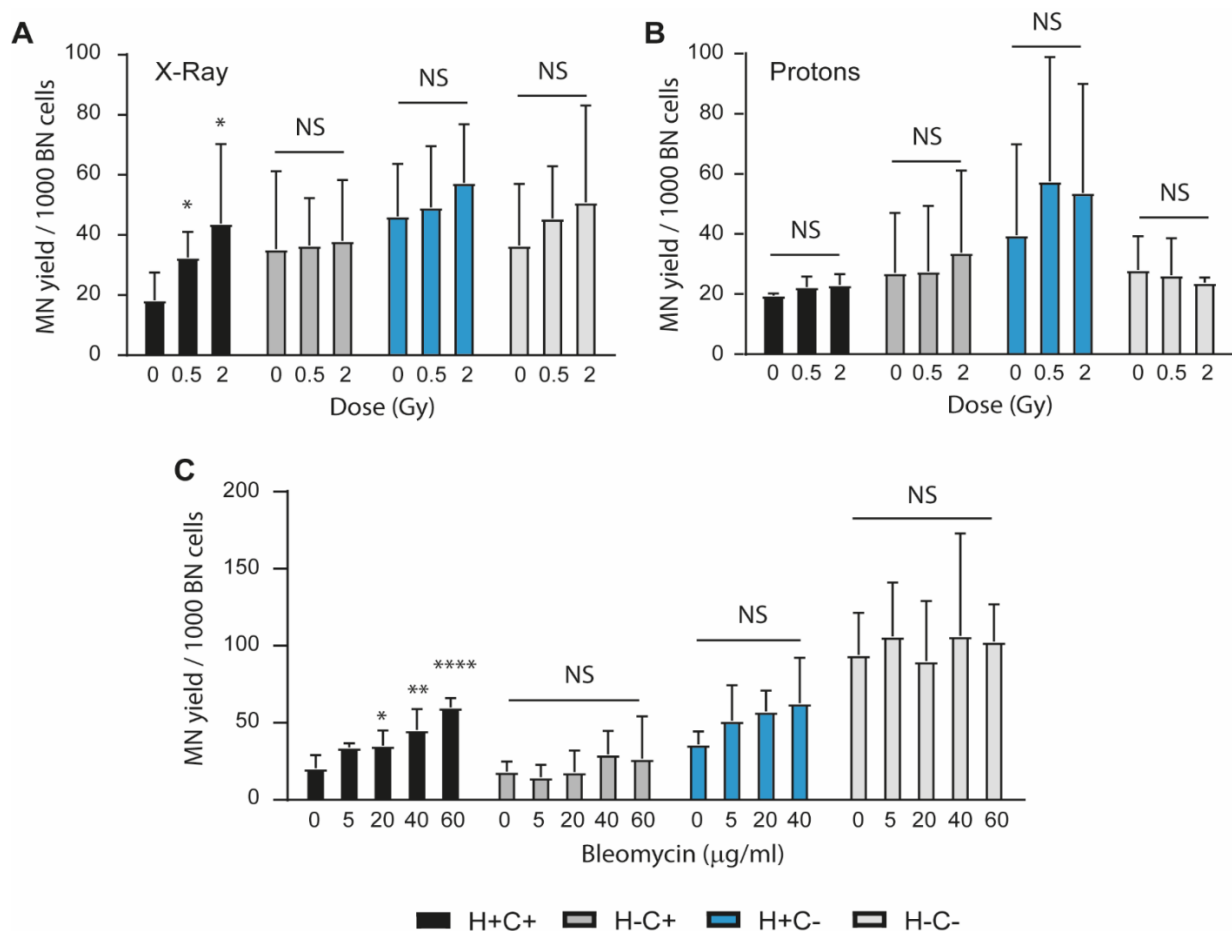 A
X-Ray
MN yield / 1000 BN cells
100
80
60
40
20
0
*
*
NS
NS
NS
0 0.5 2 0 0.5 2 0 0.5 2 0 0.5 2
Dose (Gy)
B
Protons
MN yield / 1000 BN cells
100
80
60
40
20
0
NS
NS
NS
NS
0 0.5 2 0 0.5 2 0 0.5 2 0 0.5 2
Dose (Gy)
C
MN yield / 1000 BN cells
200
150
100
50
0
*
**
****
NS
NS
NS
0 5 20 40 60 0 5 20 40 60 0 5 20 40 0 5 20 40 60
Bleomycin (μg/ml)
H+C+ H-C+ H+C- H-C-